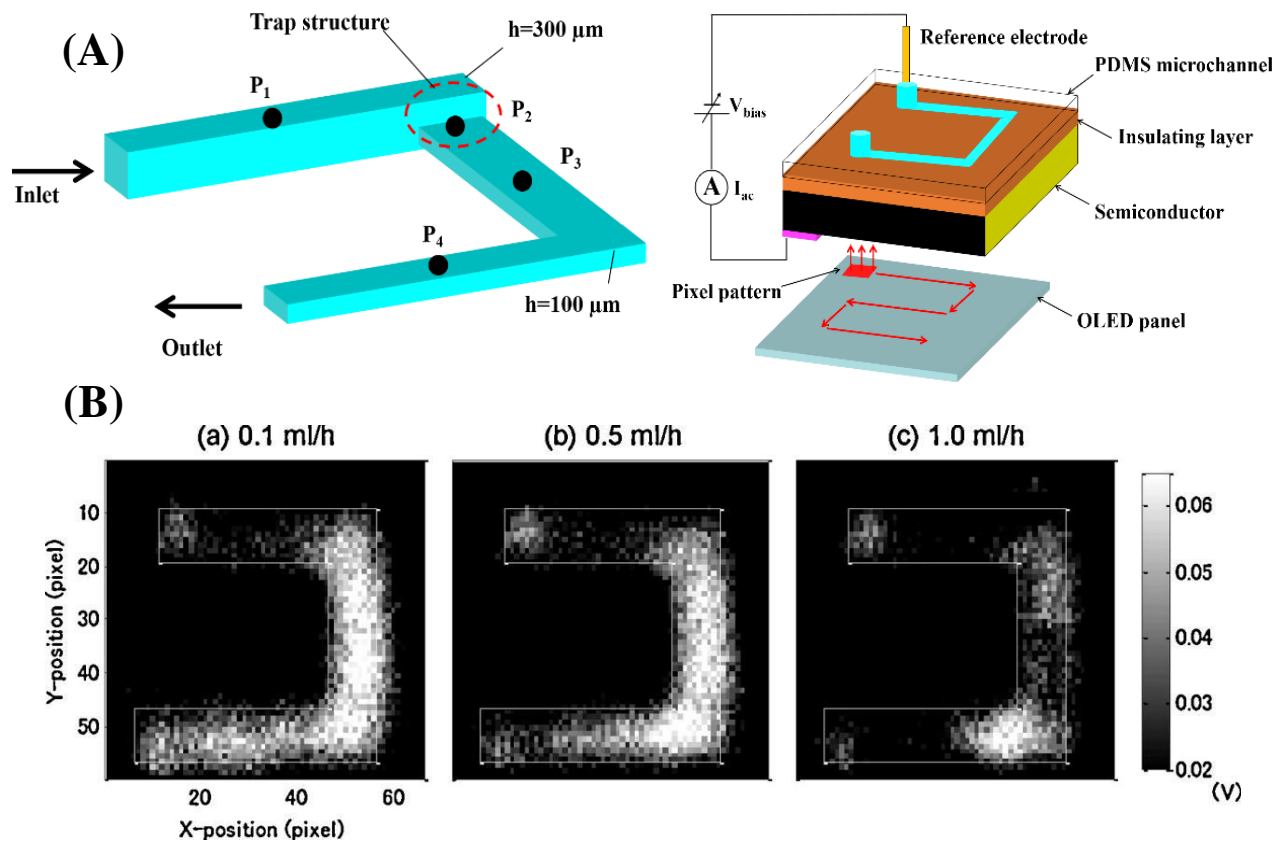 (A)
Trap structure
h=300 µm
P1
P2
P3
P4
Inlet
Outlet
h=100 µm
Reference electrode
PDMS microchannel
Vbias
Insulating layer
A
Iac
Semiconductor
Pixel pattern
OLED panel
(B)
(a) 0.1 ml/h
(b) 0.5 ml/h
(c) 1.0 ml/h
Y-position (pixel)
10
20
30
40
50
20 40 60
X-position (pixel)
0.06
0.05
0.04
0.03
0.02
(V)